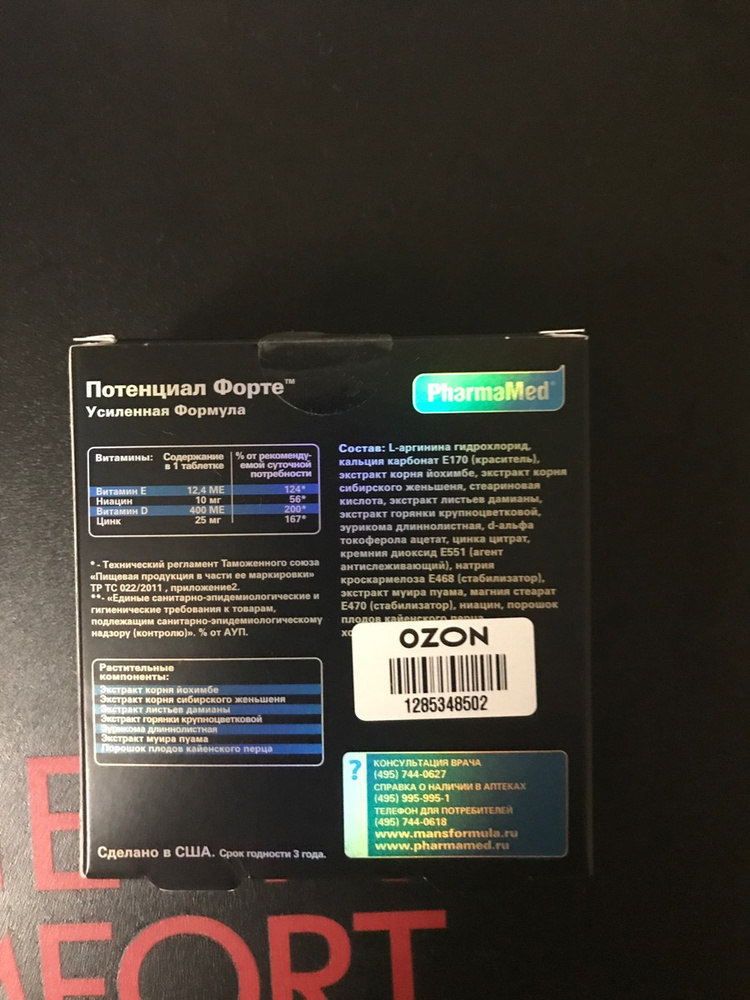 Потенциал Форте™
Усиленная Формула
PharmaMed®
Витамины:
Содержание
в 1 таблетке
% от рекоменду-
емой суточной
потребности
Витамин Е 12,4 МЕ 124*
Ниацин 10 мг 56*
Витамин D 400 МЕ 200*
Цинк 25 мг 167*
* - Технический регламент Таможенного союза
«Пищевая продукция в части ее маркировки»
ТР ТС 022/2011 , приложение2.
**- «Единые санитарно-эпидемиологические и
гигиенические требования к товарам,
подлежащим санитарно-эпидемиологическому
надзору (контролю)». % от АУП.
Растительные
компоненты:
Экстракт корня йохимбе
Экстракт корня сибирского женьшеня
Экстракт листьев дамианы
Экстракт горянки крупноцветковой
Эурикома длиннолистная
Экстракт муира пуама
Порошок плодов кайенского перца
Сделано в США. Срок годности 3 года.
Состав: L-аргинина гидрохлорид,
кальция карбонат Е170 (краситель),
экстракт корня йохимбе, экстракт корня
сибирского женьшеня, стеариновая
кислота, экстракт листьев дамианы,
экстракт горянки крупноцветковой,
эурикома длиннолистная, d-альфа
токоферола ацетат, цинка цитрат,
кремния диоксид Е551 (агент
антислеживающий), натрия
кроскармелоза Е468 (стабилизатор),
экстракт муира пуама, магния стеарат
Е470 (стабилизатор), ниацин, порошок
плодов кайенского перца
OZON
1285348502
?
КОНСУЛЬТАЦИЯ ВРАЧА
(495) 744-0627
СПРАВКА О НАЛИЧИИ В АПТЕКАХ
(495) 995-995-1
ТЕЛЕФОН ДЛЯ ПОТРЕБИТЕЛЕЙ
(495) 744-0618
www.mansformula.ru
www.pharmamed.ru